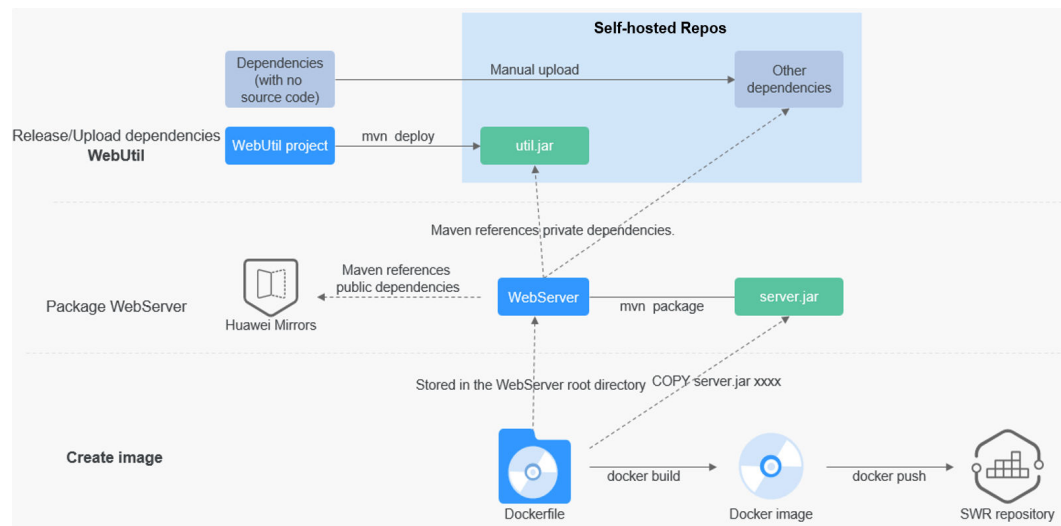 Self-hosted Repos
Dependencies
(with no
source code)
Manual upload
Other
dependencies
Release/Upload dependencies
WebUtil
WebUtil project
mvn deploy
util.jar
Maven references private dependencies.
Package WebServer
Huawei Mirrors
Maven references
public dependencies
WebServer
mvn package
server.jar
Stored in the WebServer root directory
COPY server.jar xxxx
Create image
Dockerfile
docker build
Docker image
docker push
SWR repository